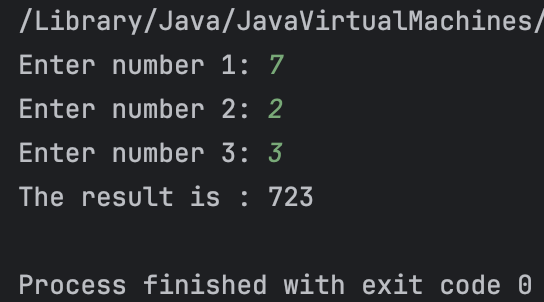 /Library/Java/JavaVirtualMachines/
Enter number 1: 7
Enter number 2: 2
Enter number 3: 3
The result is : 723
Process finished with exit code 0